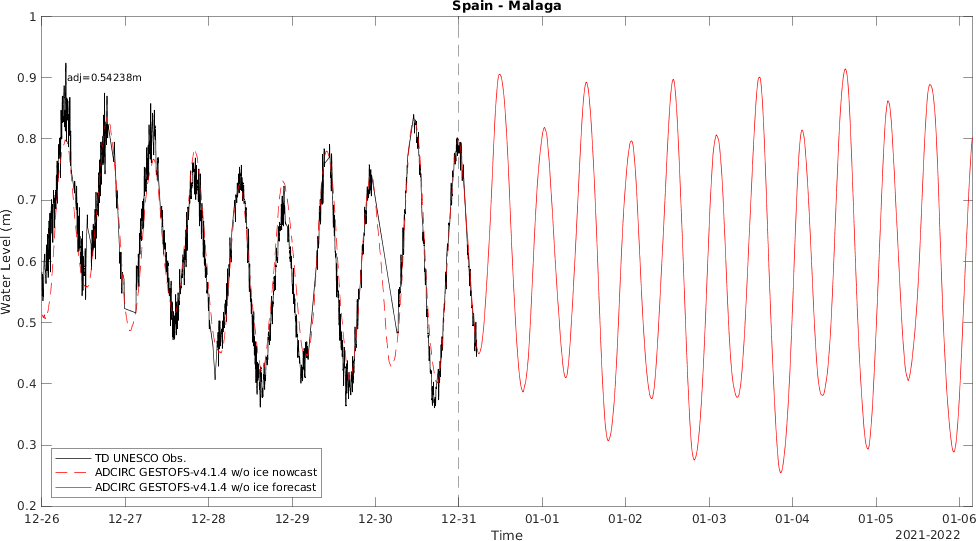 Spain - Malaga
1
0.9
0.8
0.7
0.6
0.5
0.4
0.3
0.2
Water Level (m)
adj=0.54238m
TD UNESCO Obs.
ADCIRC GESTOFS-v4.1.4 w/o ice nowcast
ADCIRC GESTOFS-v4.1.4 w/o ice forecast
12-26 12-27 12-28 12-29 12-30 12-31 01-01 01-02 01-03 01-04 01-05 01-06
Time
2021-2022